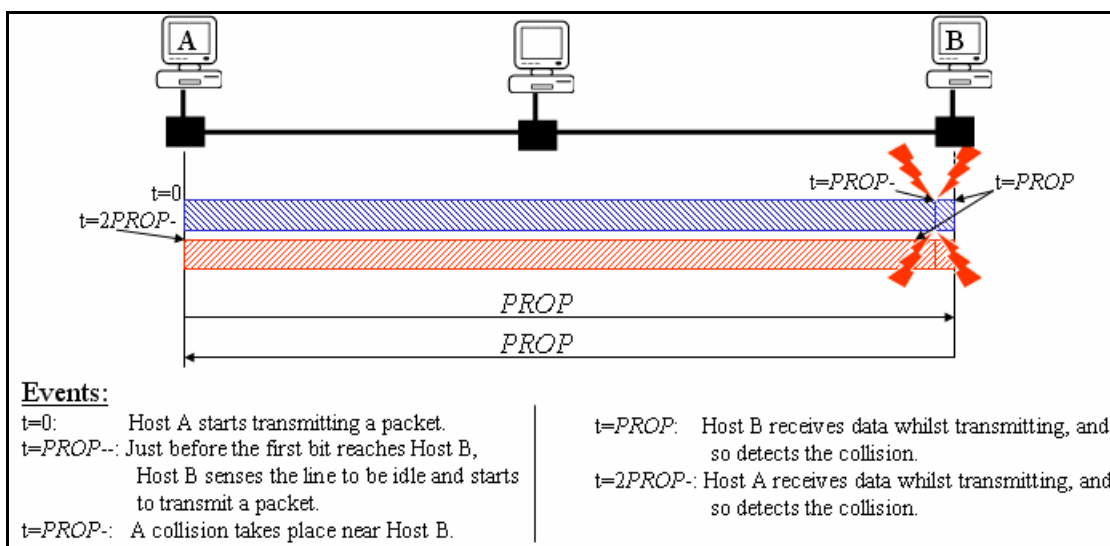 A
B
t=0
t=PROP-
t=PROP
t=2PROP-
PROP
PROP
Events:
t=0: Host A starts transmitting a packet.
t=PROP--: Just before the first bit reaches Host B,
Host B senses the line to be idle and starts
to transmit a packet.
t=PROP-: A collision takes place near Host B.
t=PROP: Host B receives data whilst transmitting, and
so detects the collision.
t=2PROP-: Host A receives data whilst transmitting, and
so detects the collision.